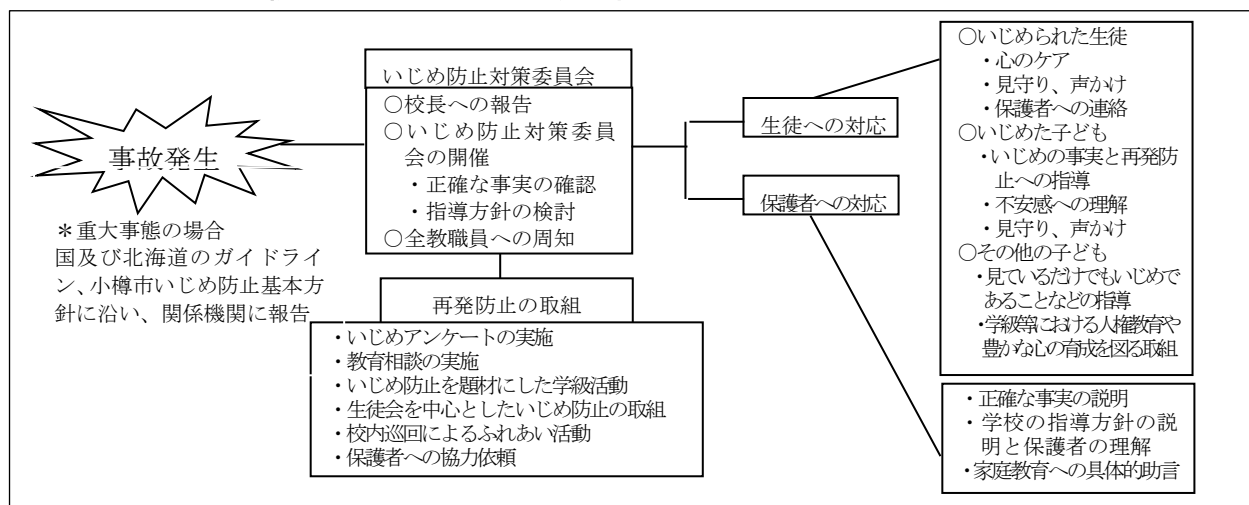 事故発生
＊重大事態の場合
国及び北海道のガイドライ
ン、小樽市いじめ防止基本方
針に沿い、関係機関に報告
いじめ防止対策委員会
○校長への報告
○いじめ防止対策委員
会の開催
・正確な事実の確認
・指導方針の検討
○全教職員への周知
再発防止の取組
・いじめアンケートの実施
・教育相談の実施
・いじめ防止を題材にした学級活動
・生徒会を中心としたいじめ防止の取組
・校内巡回によるふれあい活動
・保護者への協力依頼
生徒への対応
保護者への対応
○いじめられた生徒
・心のケア
・見守り、声かけ
・保護者への連絡
○いじめた子ども
・いじめの事実と再発防
止への指導
・不安感への理解
・見守り、声かけ
○その他の子ども
・見ているだけでもいじめで
あることなどの指導
・学級等における人権教育や
豊かな心の育成を図る取組
・正確な事実の説明
・学校の指導方針の説
明と保護者の理解
・家庭教育への具体的助言